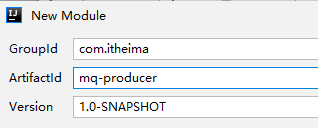 New Module
GroupId com.itheima
ArtifactId mq-producer
Version 1.0-SNAPSHOT